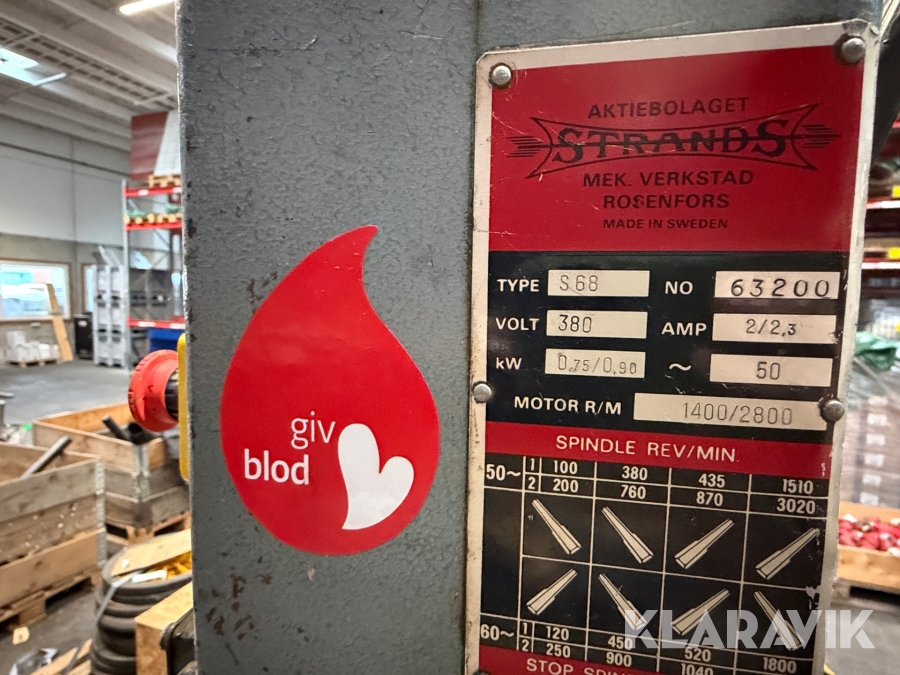 AKTIEBOLAGET
STRANDS
MEK. VERKSTAD
ROSENFORS
MADE IN SWEDEN
TYPE S68 NO 63200
VOLT 380 AMP 2/2,3
kW 0,75/0,90 ~ 50
MOTOR R/M 1400/2800
SPINDLE REV/MIN.
50~ 1 100 380 435 1510
2 200 760 870 3020
60~ 1 120 450 520 1800
2 250 900 1040
giv
blod
KLARAVIK